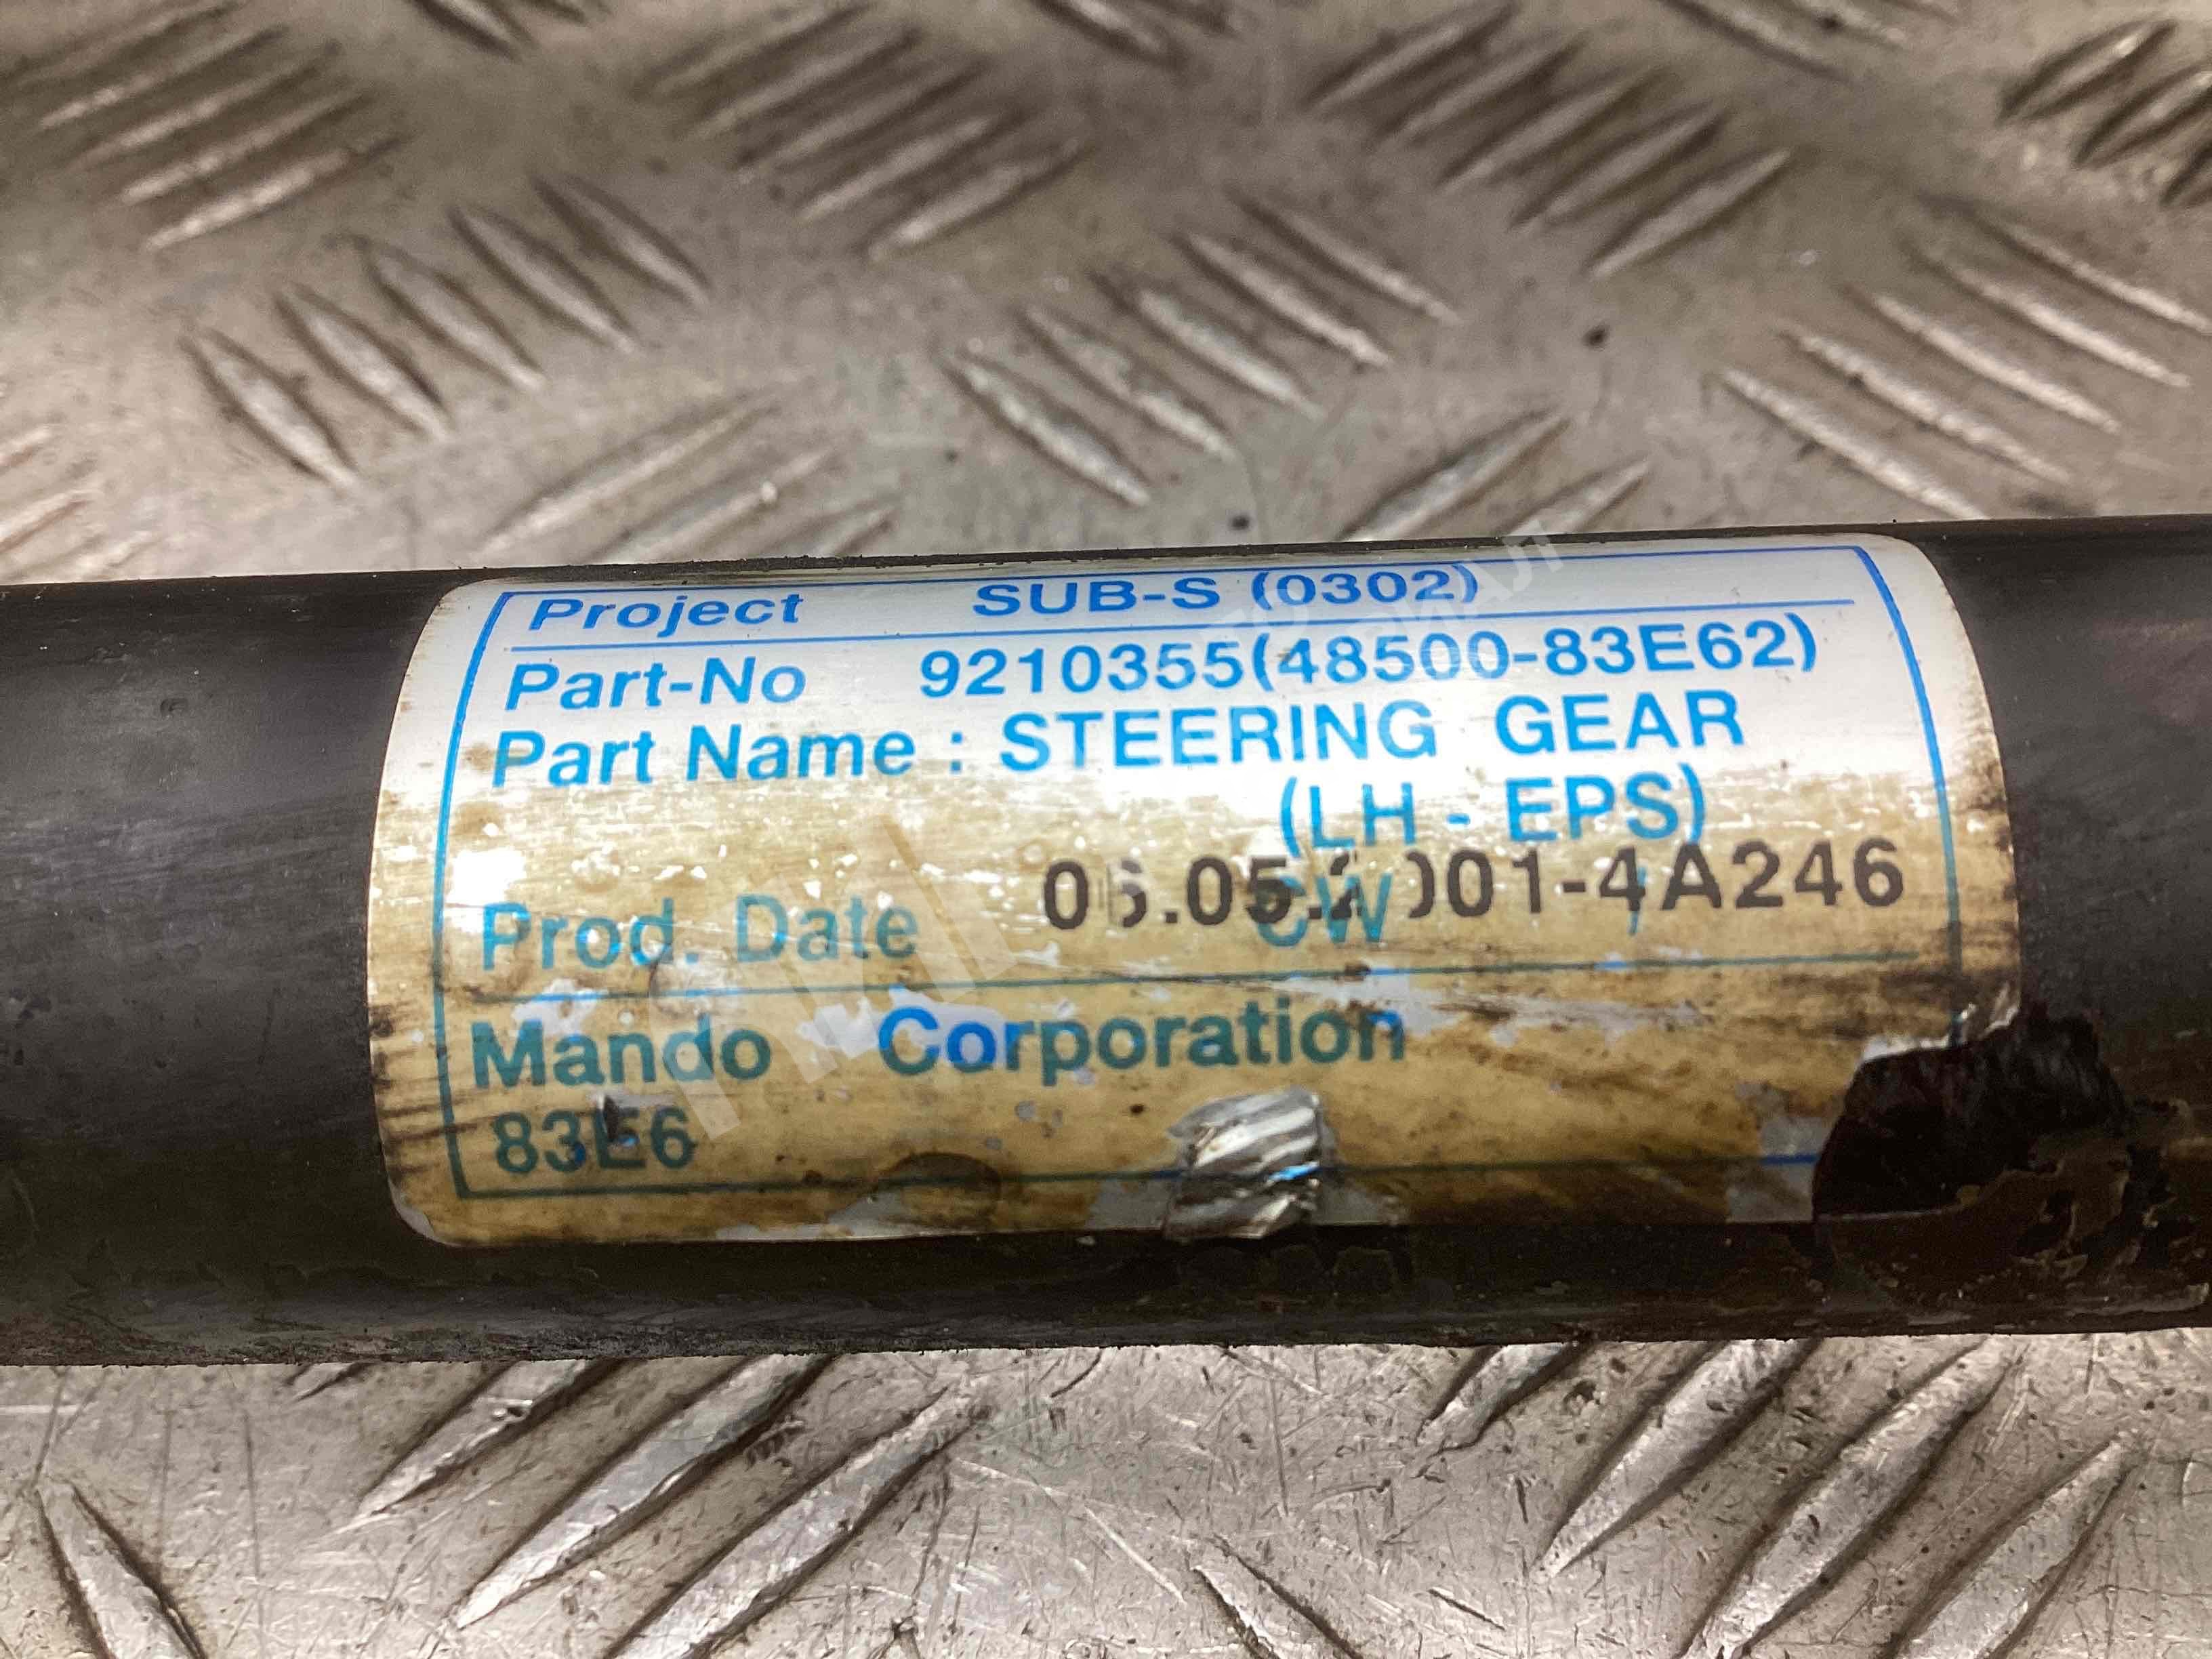 Project SUB-S (0302)
Part-No 9210355(48500-83E62)
Part Name : STEERING GEAR
(LH - EPS)
Prod. Date CW
Mando Corporation
83E6